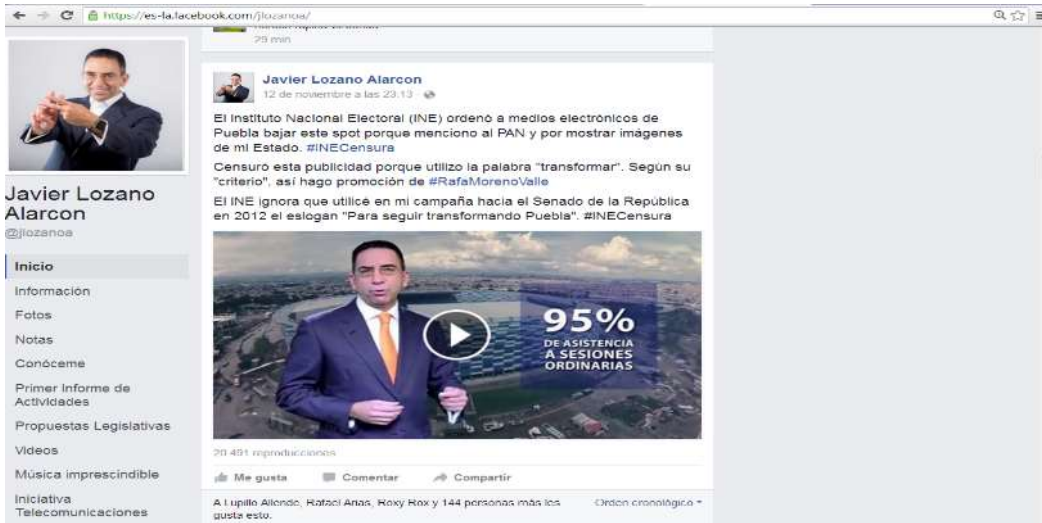 https://es-la.facebook.com/jlozanoa/
29 min
Javier Lozano Alarcon
12 de noviembre a las 23:13
El Instituto Nacional Electoral (INE) ordenó a medios electrónicos de
Puebla bajar este spot porque menciono al PAN y por mostrar imágenes
de mi Estado. #INECensura
Censuró esta publicidad porque utilizo la palabra "transformar". Según su
"criterio", así hago promoción de #RafaMorenoValle
El INE ignora que utilicé en mi campaña hacia el Senado de la República
en 2012 el eslogan "Para seguir transformando Puebla". #INECensura
95%
DE ASISTENCIA
A SESIONES
ORDINARIAS
20 491 reproducciones
Me gusta Comentar Compartir
A Lupillo Allende, Rafael Arias, Roxy Rox y 144 personas más les
gusta esto.
Orden cronológico
Javier Lozano
Alarcon
@jlozanoa
Inicio
Información
Fotos
Notas
Conóceme
Primer Informe de
Actividades
Propuestas Legislativas
Videos
Música imprescindible
Iniciativa
Telecomunicaciones